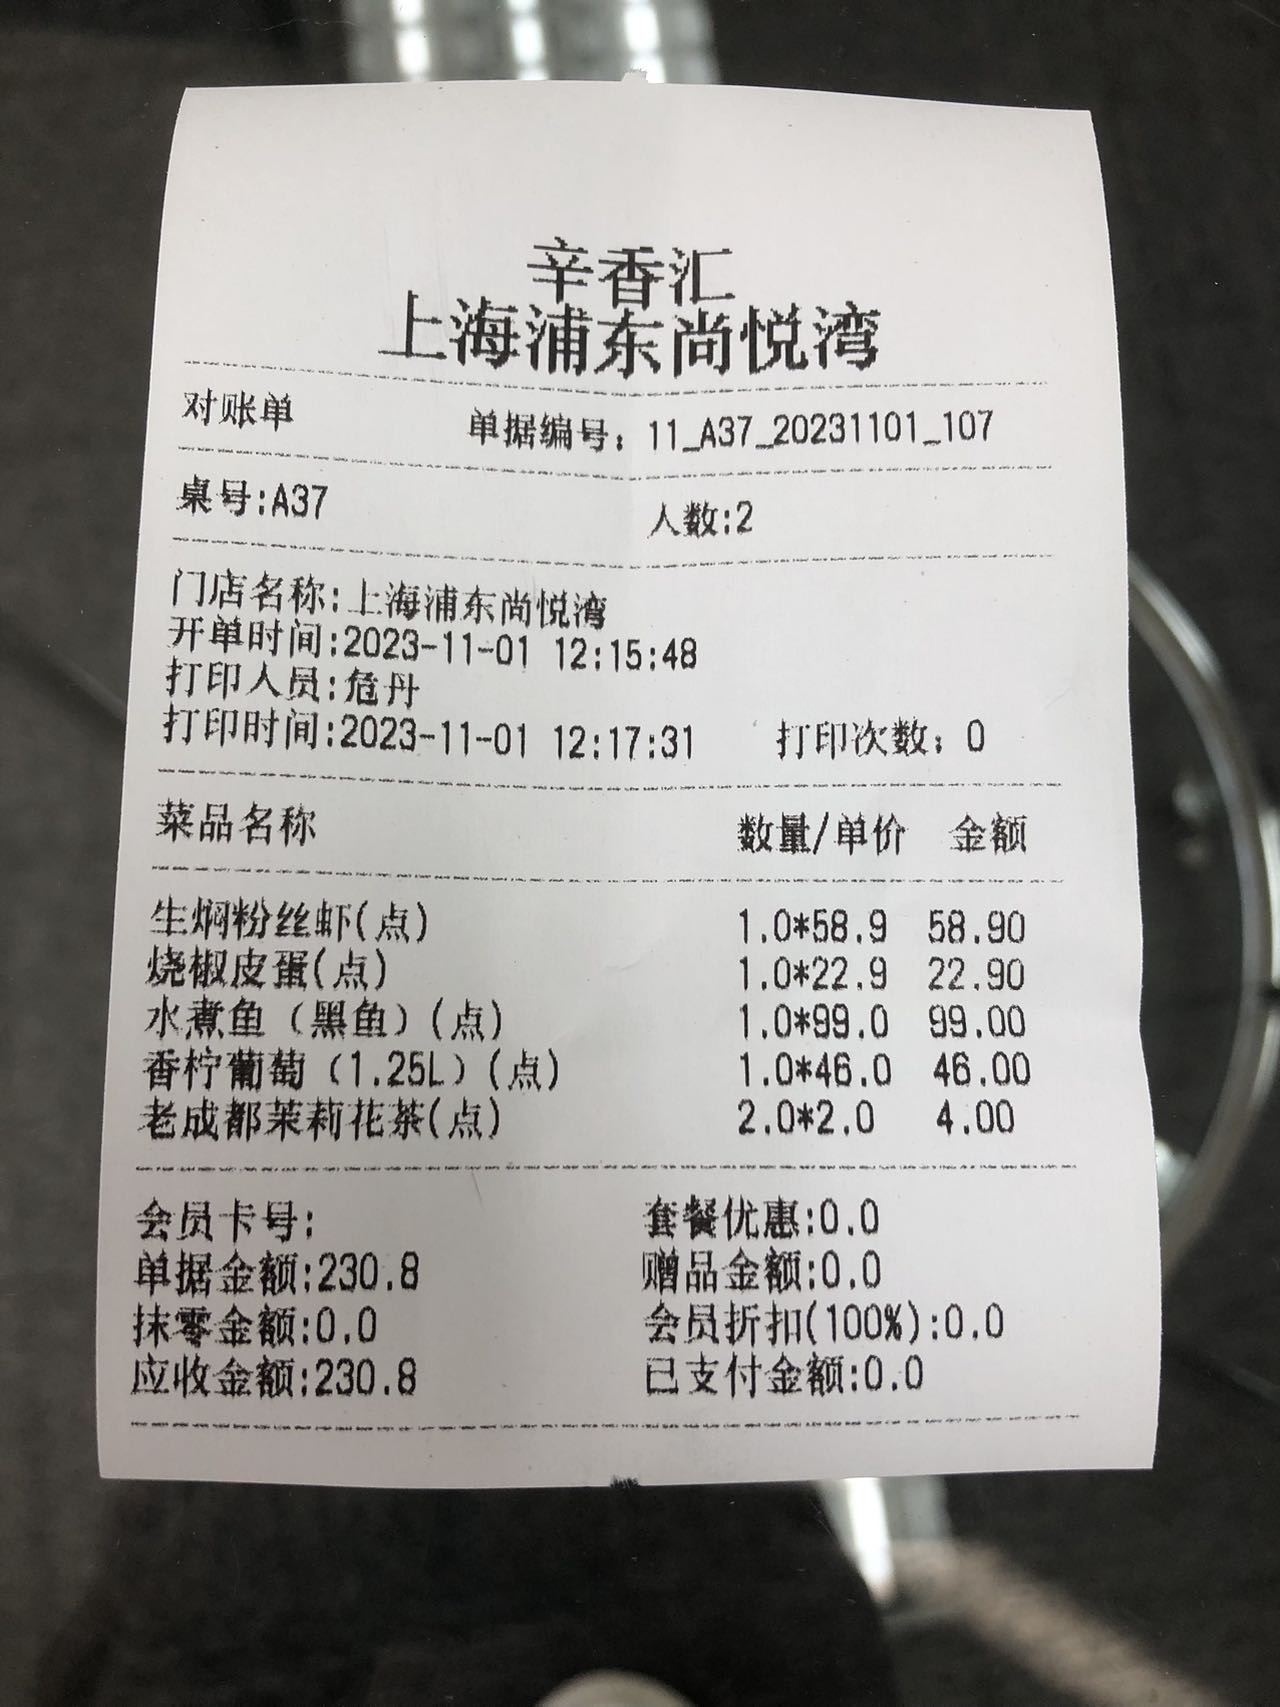 辛香汇
上海浦东尚悦湾
对账单 单据编号：11_A37_20231101_107
桌号:A37 人数:2
门店名称:上海浦东尚悦湾
开单时间:2023-11-01 12:15:48
打印人员:危丹
打印时间:2023-11-01 12:17:31 打印次数：0
菜品名称 数量/单价 金额
生焖粉丝虾(点) 1.0*58.9 58.90
烧椒皮蛋(点) 1.0*22.9 22.90
水煮鱼（黑鱼）(点) 1.0*99.0 99.00
香柠葡萄（1.25L）(点) 1.0*46.0 46.00
老成都茉莉花茶(点) 2.0*2.0 4.00
会员卡号: 套餐优惠:0.0
单据金额:230.8 赠品金额:0.0
抹零金额:0.0 会员折扣(100%):0.0
应收金额:230.8 已支付金额:0.0